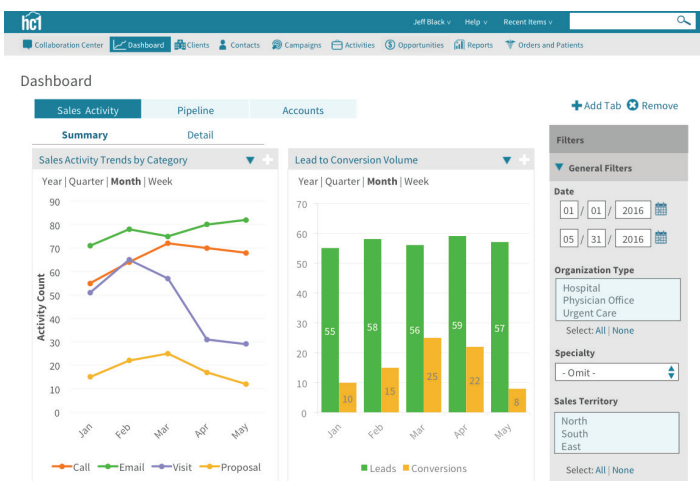 hc1
Jeff Black v Help v Recent Items v
Collaboration Center Dashboard Clients Contacts Campaigns Activities Opportunities Reports Orders and Patients
Dashboard
Sales Activity Pipeline Accounts
Add Tab Remove
Summary Detail
Sales Activity Trends by Category
Year | Quarter | Month | Week
90
80
70
60
50
40
30
20
10
0
Activity Count
Jan Feb Mar Apr May
Call Email Visit Proposal
Lead to Conversion Volume
Year | Quarter | Month | Week
70
60
50
40
30
20
10
0
55 58 56 59 57
10 15 25 22 8
Jan Feb Mar Apr May
Leads Conversions
Filters
General Filters
Date
01 / 01 / 2016
05 / 31 / 2016
Organization Type
Hospital
Physician Office
Urgent Care
Select: All | None
Specialty
- Omit -
Sales Territory
North
South
East
Select: All | None